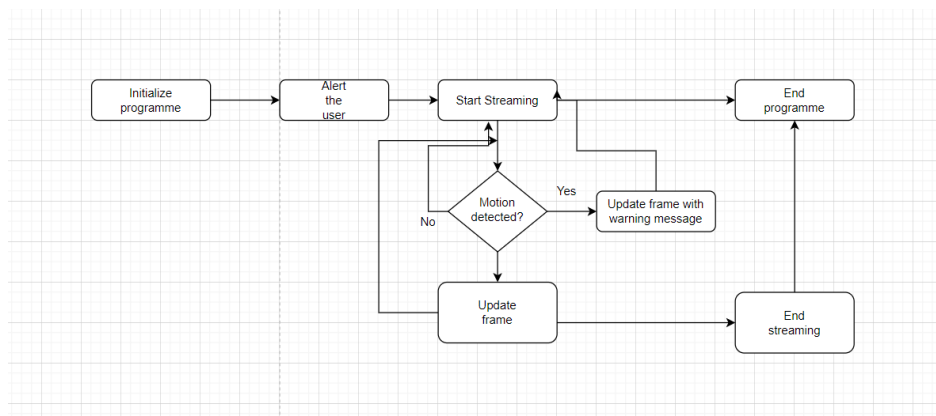 Initialize
programme
Alert
the
user
Start Streaming
End
programme
Motion
detected?
Yes
No
Update frame with
warning message
Update
frame
End
streaming